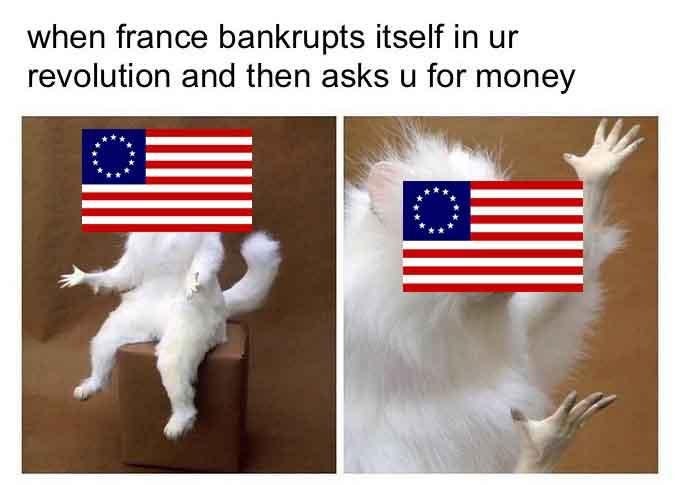 when france bankrupts itself in ur
revolution and then asks u for money